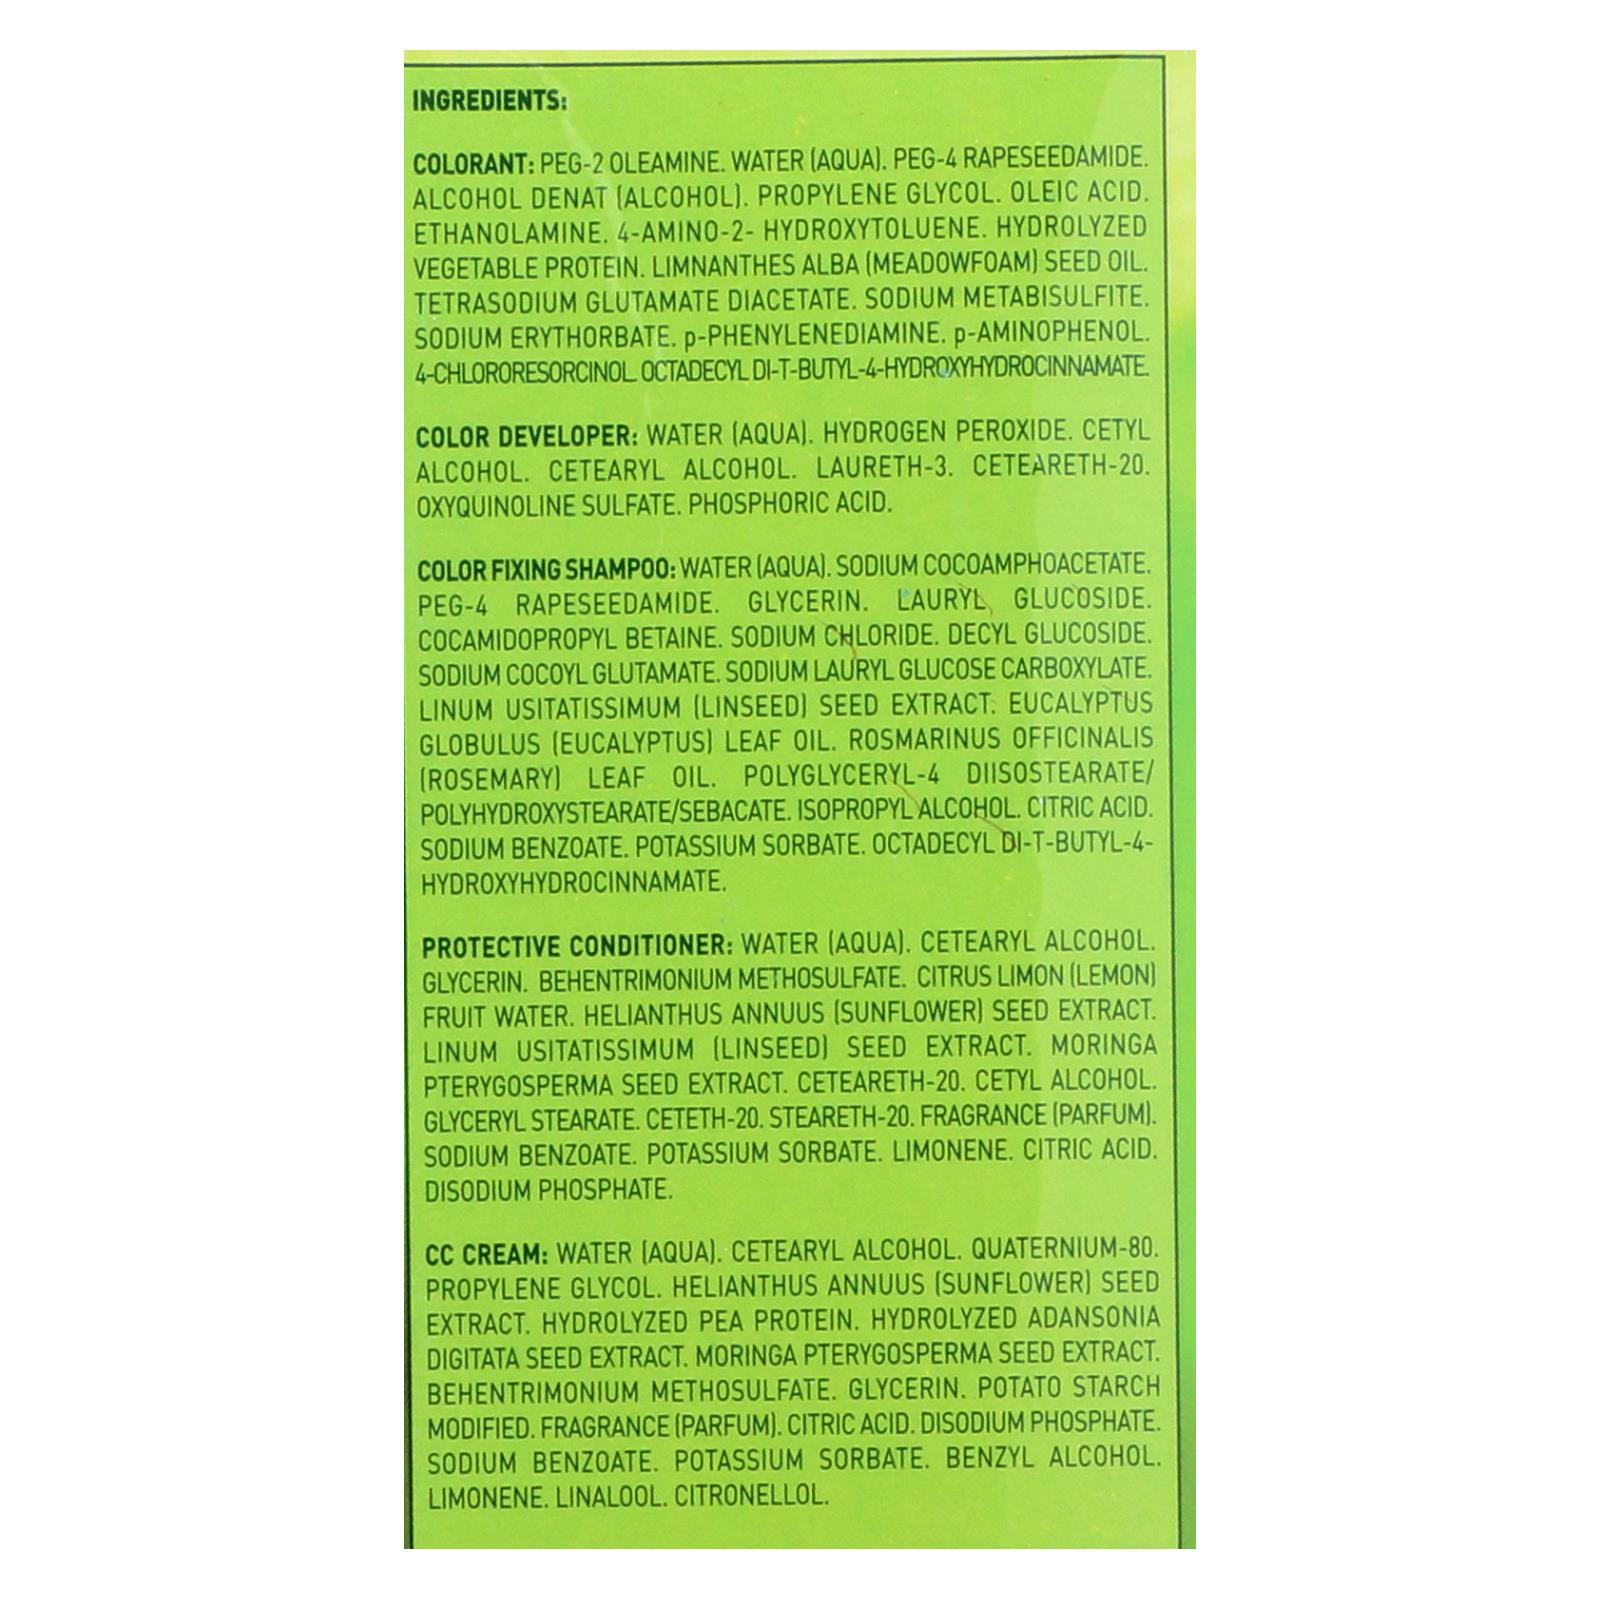 INGREDIENTS:
COLORANT: PEG-2 OLEAMINE. WATER (AQUA). PEG-4 RAPESEEDAMIDE.
ALCOHOL DENAT (ALCOHOL). PROPYLENE GLYCOL. OLEIC ACID.
ETHANOLAMINE. 4-AMINO-2- HYDROXYTOLUENE. HYDROLYZED
VEGETABLE PROTEIN. LIMNANTHES ALBA (MEADOWFOAM) SEED OIL.
TETRASODIUM GLUTAMATE DIACETATE. SODIUM METABISULFITE.
SODIUM ERYTHORBATE. p-PHENYLENEDIAMINE. p-AMINOPHENOL.
4-CHLORORESORCINOL. OCTADECYL DI-T-BUTYL-4-HYDROXYHYDROCINNAMATE.
COLOR DEVELOPER: WATER (AQUA). HYDROGEN PEROXIDE. CETYL
ALCOHOL. CETEARYL ALCOHOL. LAURETH-3. CETEARETH-20.
OXYQUINOLINE SULFATE. PHOSPHORIC ACID.
COLOR FIXING SHAMPOO: WATER (AQUA). SODIUM COCOAMPHOACETATE.
PEG-4 RAPESEEDAMIDE. GLYCERIN. LAURYL GLUCOSIDE.
COCAMIDOPROPYL BETAINE. SODIUM CHLORIDE. DECYL GLUCOSIDE.
SODIUM COCOYL GLUTAMATE. SODIUM LAURYL GLUCOSE CARBOXYLATE.
LINUM USITATISSIMUM (LINSEED) SEED EXTRACT. EUCALYPTUS
GLOBULUS (EUCALYPTUS) LEAF OIL. ROSMARINUS OFFICINALIS
(ROSEMARY) LEAF OIL. POLYGLYCERYL-4 DIISOSTEARATE/
POLYHYDROXYSTEARATE/SEBACATE. ISOPROPYL ALCOHOL. CITRIC ACID.
SODIUM BENZOATE. POTASSIUM SORBATE. OCTADECYL DI-T-BUTYL-4-
HYDROXYHYDROCINNAMATE.
PROTECTIVE CONDITIONER: WATER (AQUA). CETEARYL ALCOHOL.
GLYCERIN. BEHENTRIMONIUM METHOSULFATE. CITRUS LIMON (LEMON)
FRUIT WATER. HELIANTHUS ANNUUS (SUNFLOWER) SEED EXTRACT.
LINUM USITATISSIMUM (LINSEED) SEED EXTRACT. MORINGA
PTERYGOSPERMA SEED EXTRACT. CETEARETH-20. CETYL ALCOHOL.
GLYCERYL STEARATE. CETETH-20. STEARETH-20. FRAGRANCE (PARFUM).
SODIUM BENZOATE. POTASSIUM SORBATE. LIMONENE. CITRIC ACID.
DISODIUM PHOSPHATE.
CC CREAM: WATER (AQUA). CETEARYL ALCOHOL. QUATERNIUM-80.
PROPYLENE GLYCOL. HELIANTHUS ANNUUS (SUNFLOWER) SEED
EXTRACT. HYDROLYZED PEA PROTEIN. HYDROLYZED ADANSONIA
DIGITATA SEED EXTRACT. MORINGA PTERYGOSPERMA SEED EXTRACT.
BEHENTRIMONIUM METHOSULFATE. GLYCERIN. POTATO STARCH
MODIFIED. FRAGRANCE (PARFUM). CITRIC ACID. DISODIUM PHOSPHATE.
SODIUM BENZOATE. POTASSIUM SORBATE. BENZYL ALCOHOL.
LIMONENE. LINALOOL. CITRONELLOL.